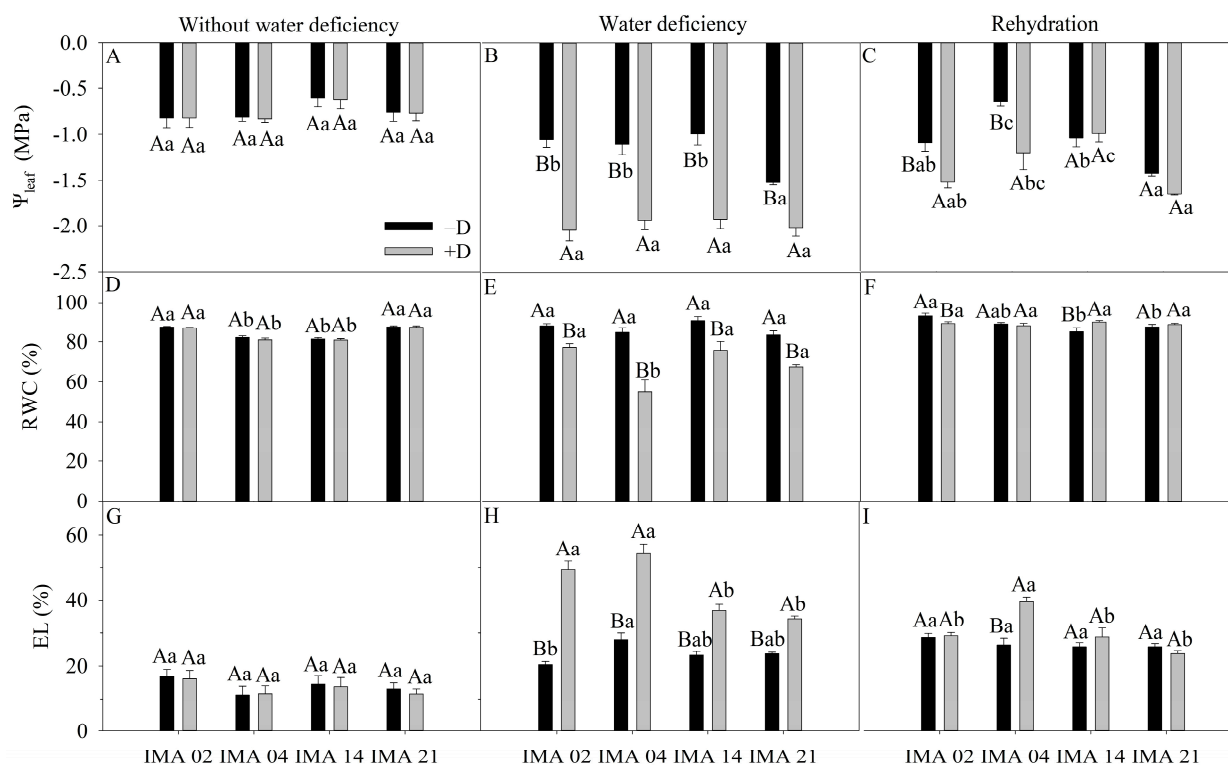 Without water deficiency
Water deficiency
Rehydration
0.0
-0.5
-1.0
-1.5
-2.0
-2.5
Ψleaf (MPa)
A
Aa Aa
Aa Aa
Aa Aa
Aa Aa
–D
+D
B
Bb Aa
Bb Aa
Bb Aa
Ba Aa
C
Bab Aab
Bc Abc
Ab Ac
Aa Aa
100
80
60
40
20
0
RWC (%)
D
Aa Aa
Ab Ab
Ab Ab
Aa Aa
E
Aa Ba
Aa Bb
Aa Ba
Aa Ba
F
Aa Ba
Aab Aa
Bb Aa
Ab Aa
60
40
20
0
EL (%)
G
Aa Aa
Aa Aa
Aa Aa
Aa Aa
H
Bb Aa
Ba Aa
Bab Ab
Bab Ab
I
Aa Ab
Ba Aa
Aa Ab
Aa Ab
IMA 02 IMA 04 IMA 14 IMA 21
IMA 02 IMA 04 IMA 14 IMA 21
IMA 02 IMA 04 IMA 14 IMA 21